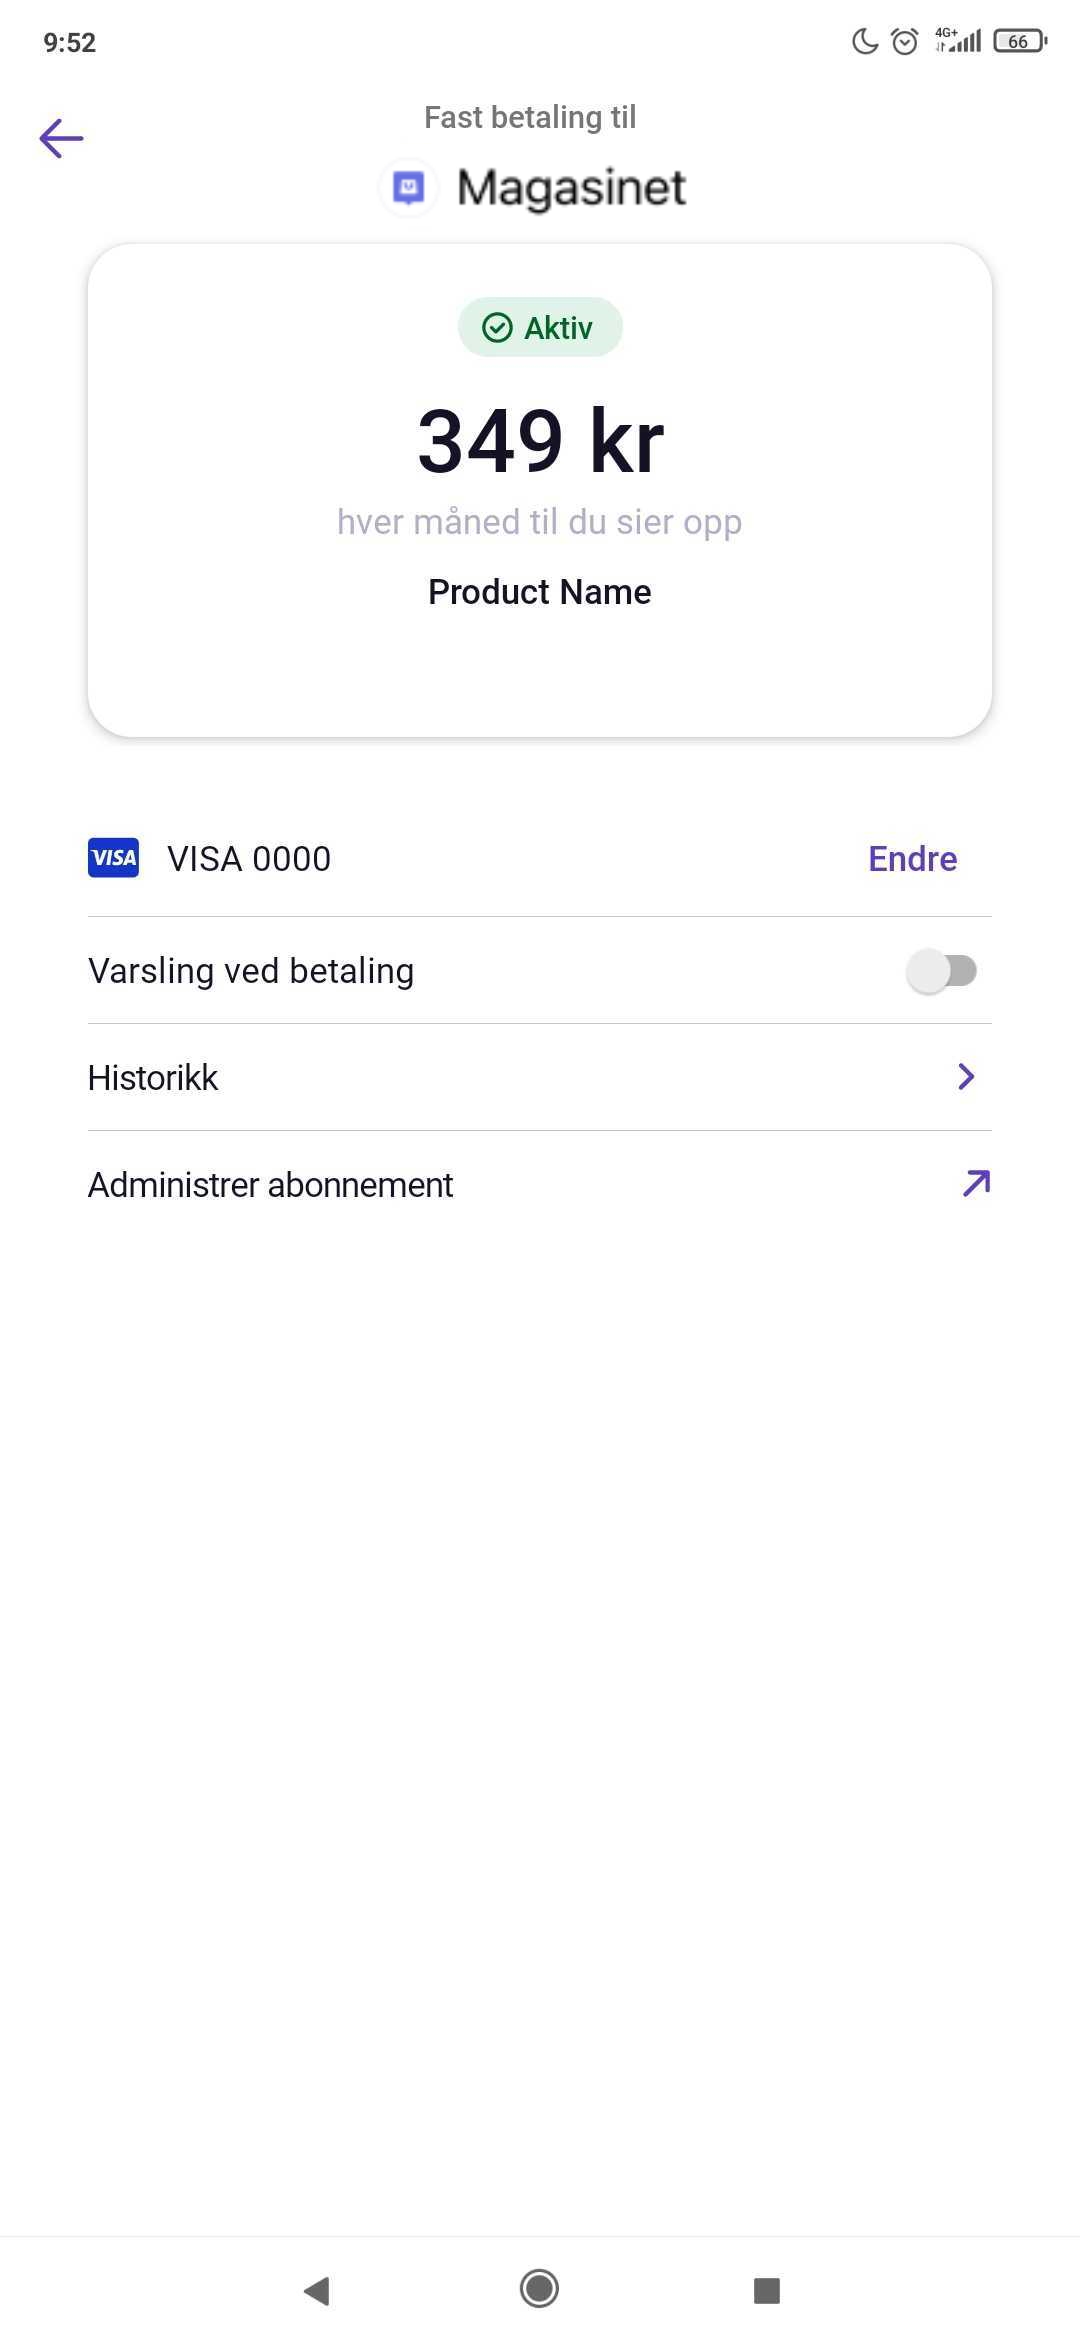 9:52
4G+
66
Fast betaling til
Magasinet
Aktiv
349 kr
hver måned til du sier opp
Product Name
VISA VISA 0000
Endre
Varsling ved betaling
Historikk
Administrer abonnement